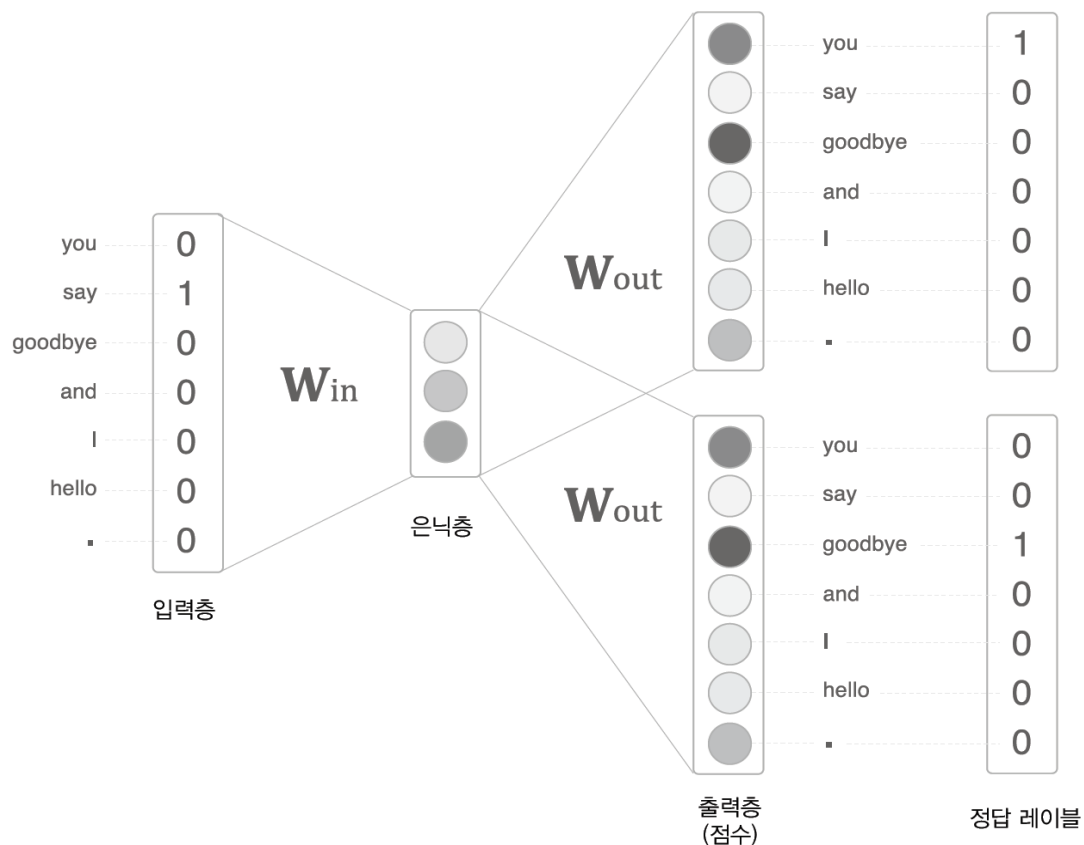 you 0
say 1
goodbye 0
and 0
I 0
hello 0
. 0
입력층
Win
은닉층
Wout
you 1
say 0
goodbye 0
and 0
I 0
hello 0
. 0
Wout
you 0
say 0
goodbye 1
and 0
I 0
hello 0
. 0
출력층
(점수)
정답 레이블